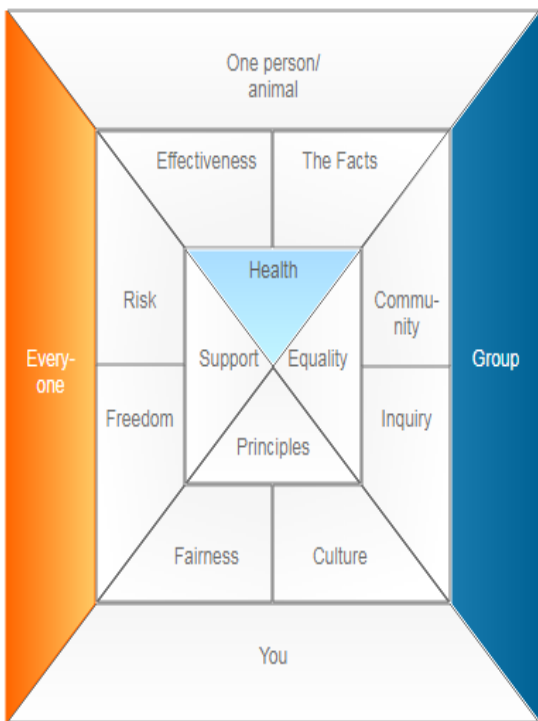 One person/
animal
Effectiveness
The Facts
Health
Risk
Commu-
nity
Every-
one
Support
Equality
Group
Freedom
Inquiry
Principles
Fairness
Culture
You